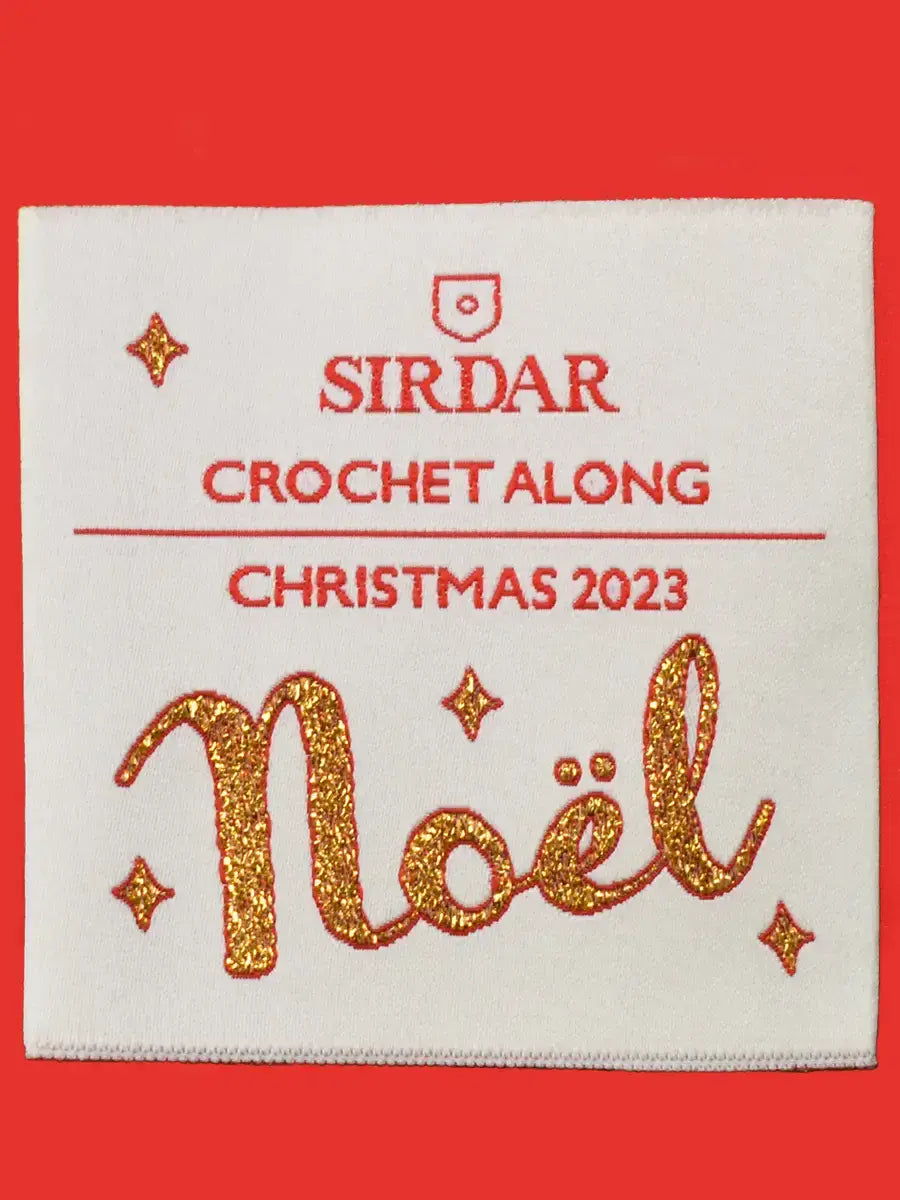 SIRDAR
CROCHET ALONG
CHRISTMAS 2023
Noël